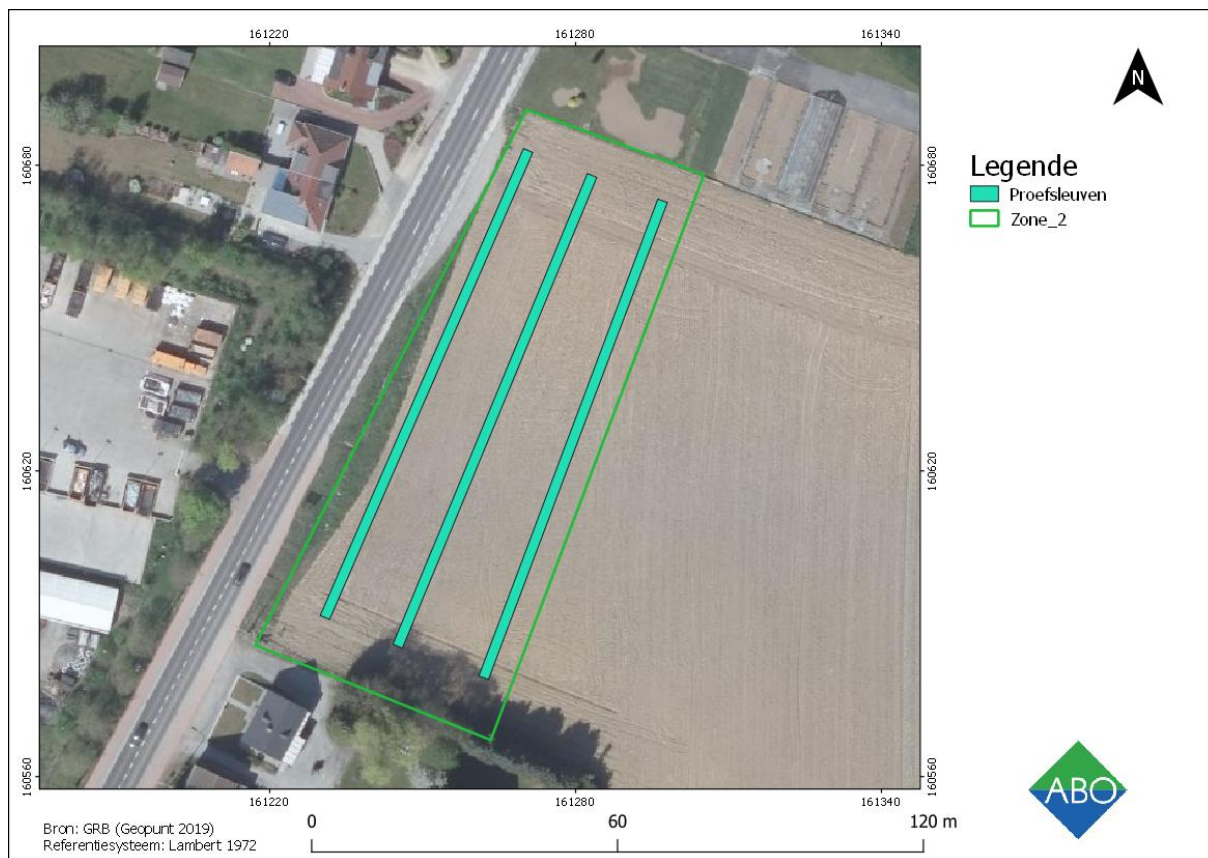 161220
161280
161340
N
160680
160680
Legende
Proefsleuven
Zone_2
160620
160620
160560
160560
161220
161280
161340
ABO
Bron: GRB (Geopunt 2019)
Referentiesysteem: Lambert 1972
0
60
120 m